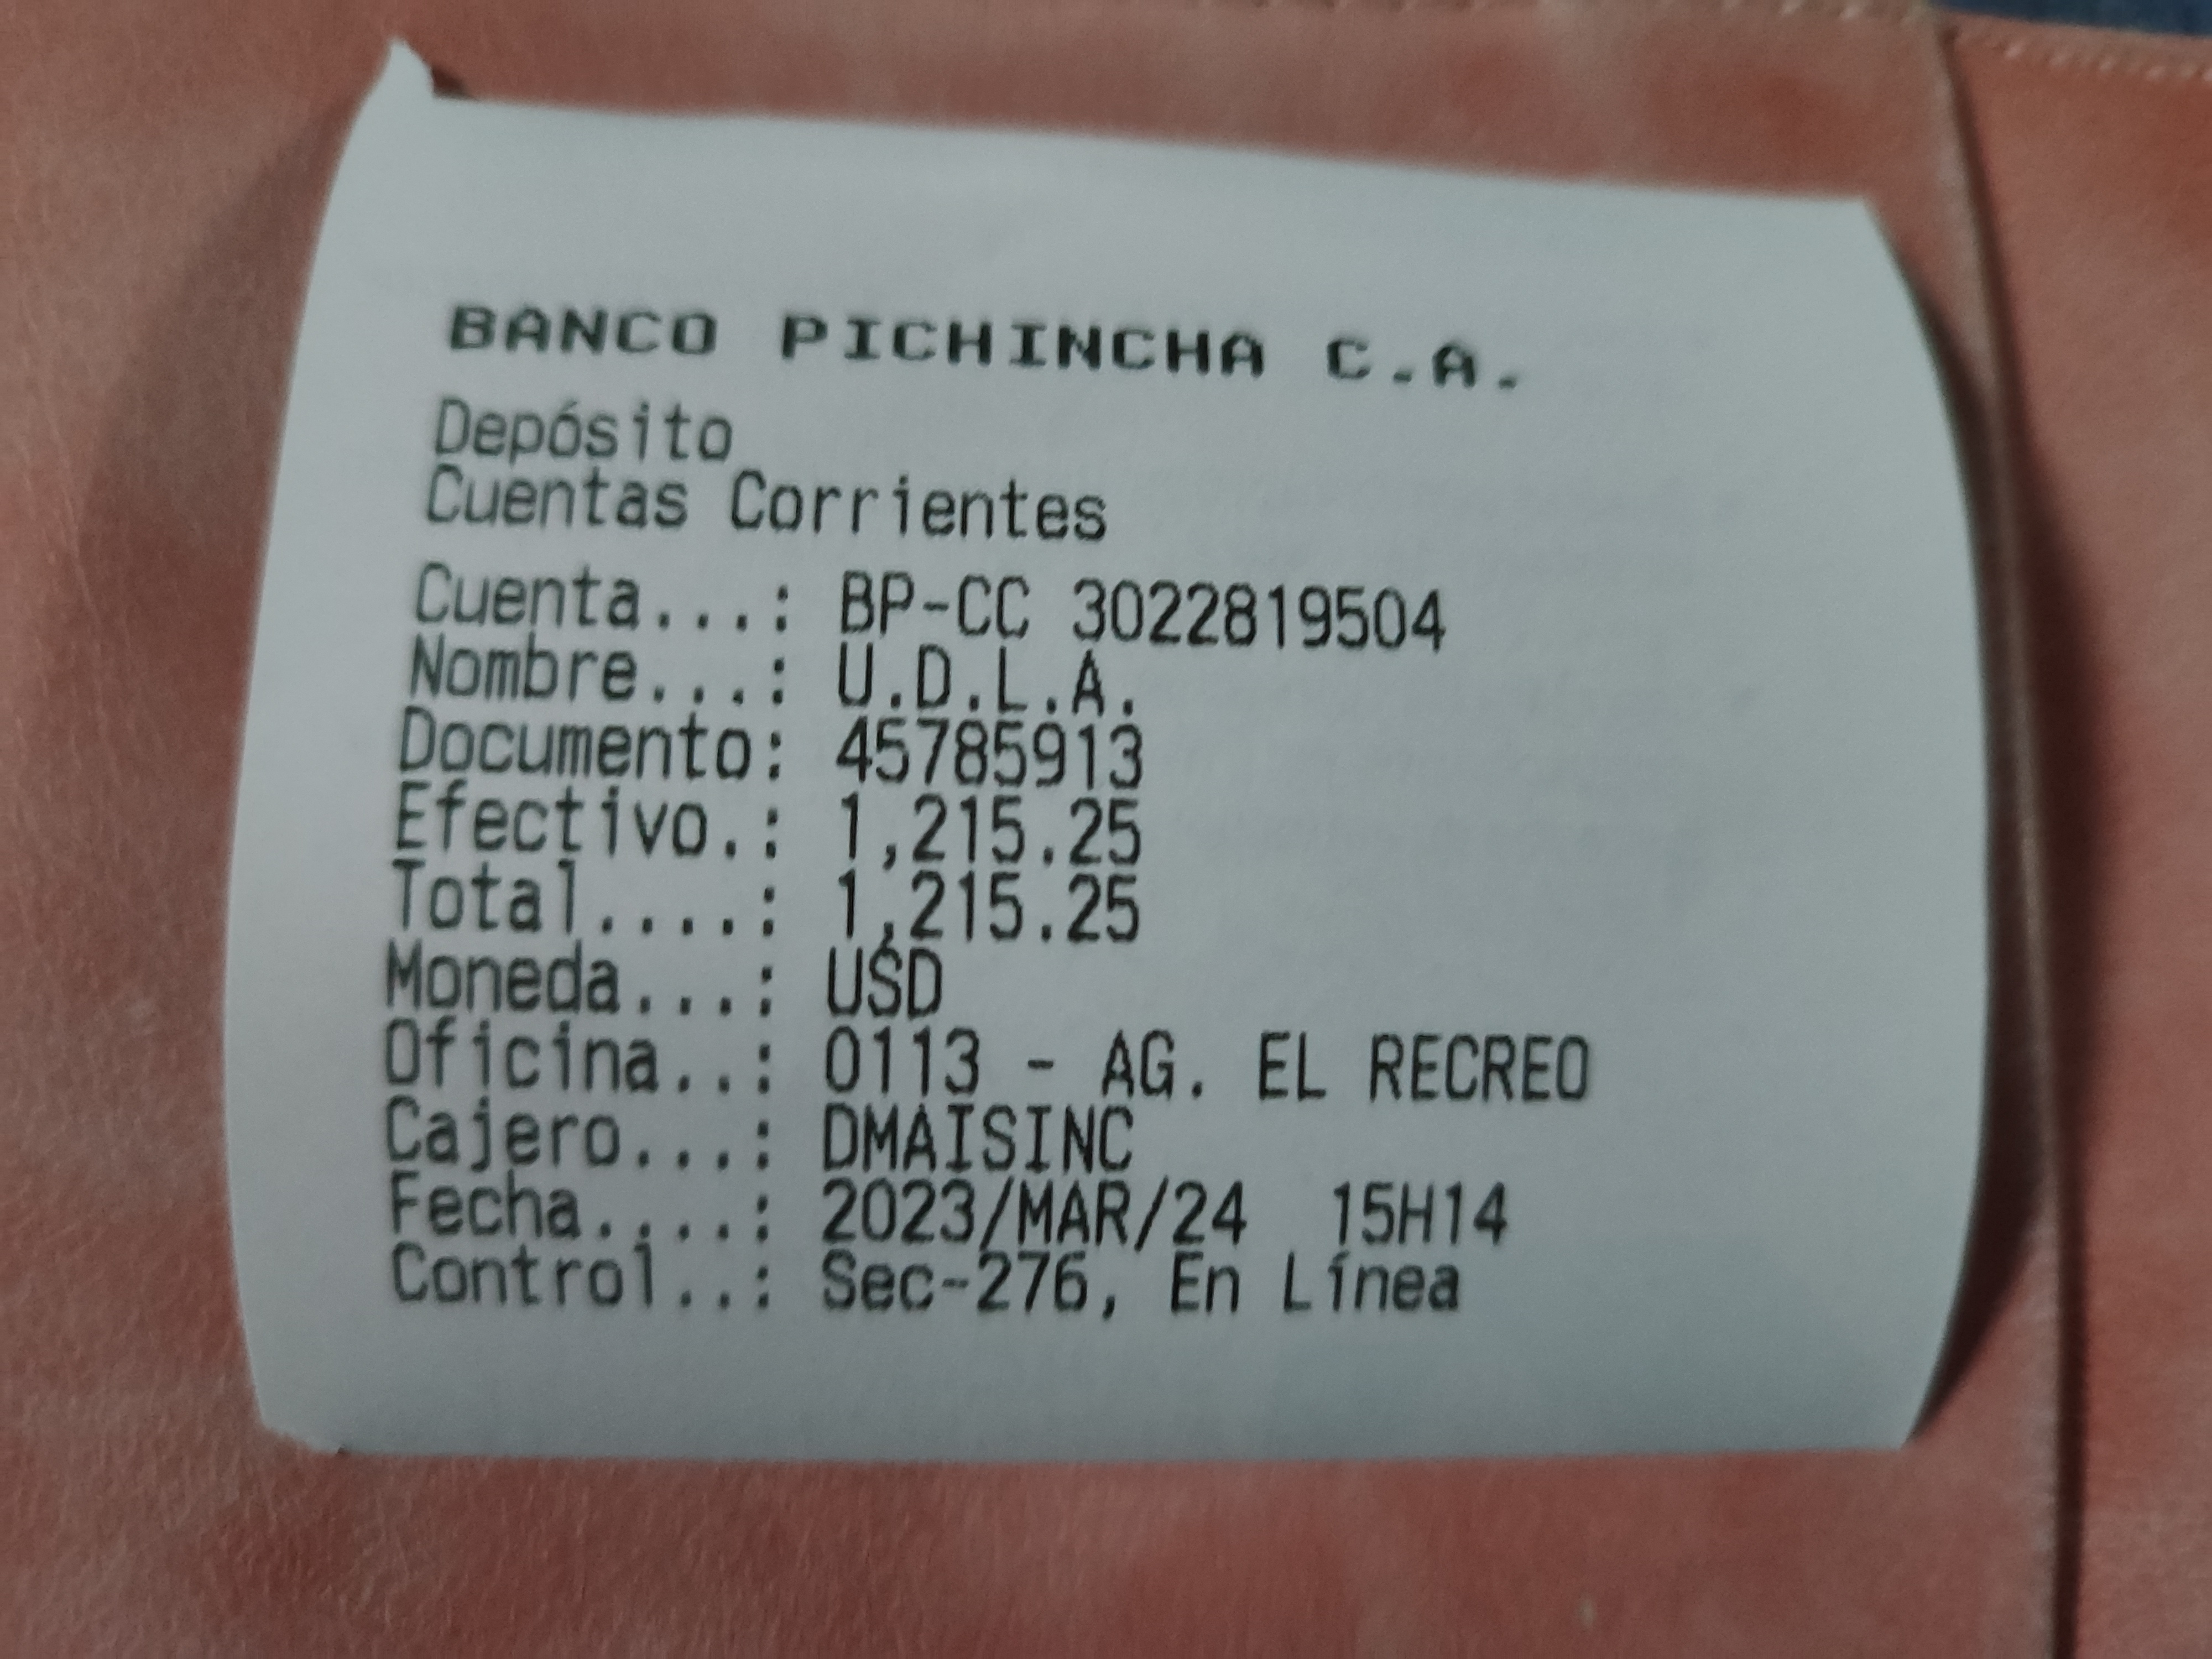 BANCO PICHINCHA C.A.
Depósito
Cuentas Corrientes
Cuenta...: BP-CC 3022819504
Nombre...: U.D.L.A.
Documento: 45785913
Efectivo.: 1,215.25
Total....: 1,215.25
Moneda...: USD
Oficina..: 0113 - AG. EL RECREO
Cajero...: DMAISINC
Fecha....: 2023/MAR/24 15H14
Control..: Sec-276, En Línea